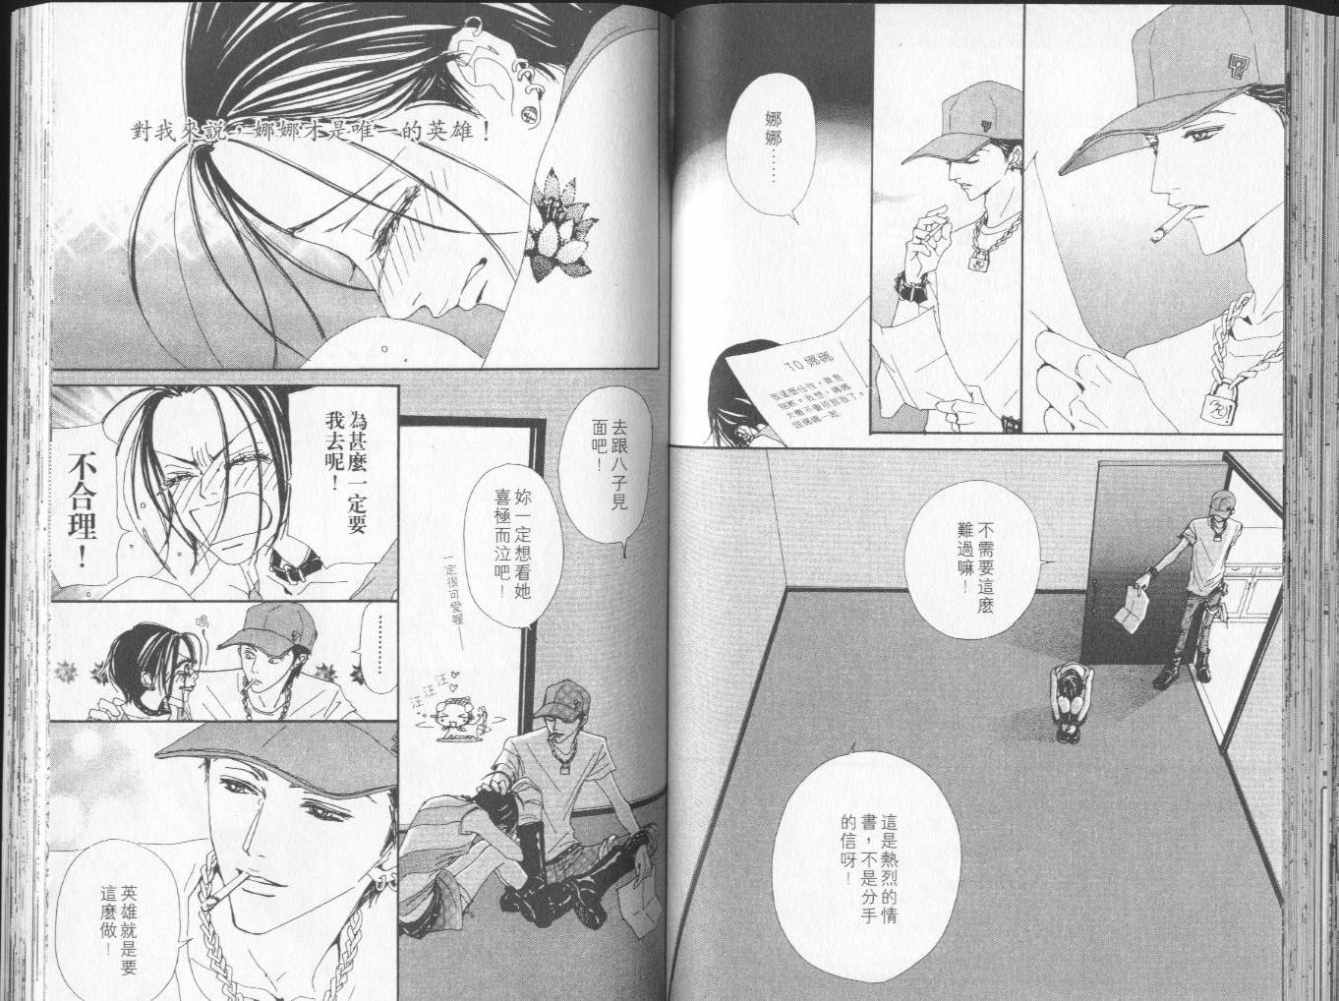 娜娜……
TO.娜娜
不需要這麼
難過嘛！
這是熱烈的情
書，不是分手
的信呀！
對我來說，娜娜才是唯一的英雄！
去跟八子見
面吧！
妳一定想看她
喜極而泣吧！
一定很可愛喔──
汪汪汪
為甚麼一定要
我去呢！
不合理！
………
嗚
英雄就是要
這麼做！